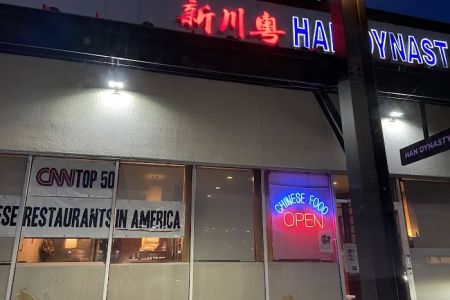 新川粤 HAN DYNAST
HAN DYNASTY
CNN TOP 50
ESE RESTAURANTS IN AMERICA
CHINESE FOOD
OPEN